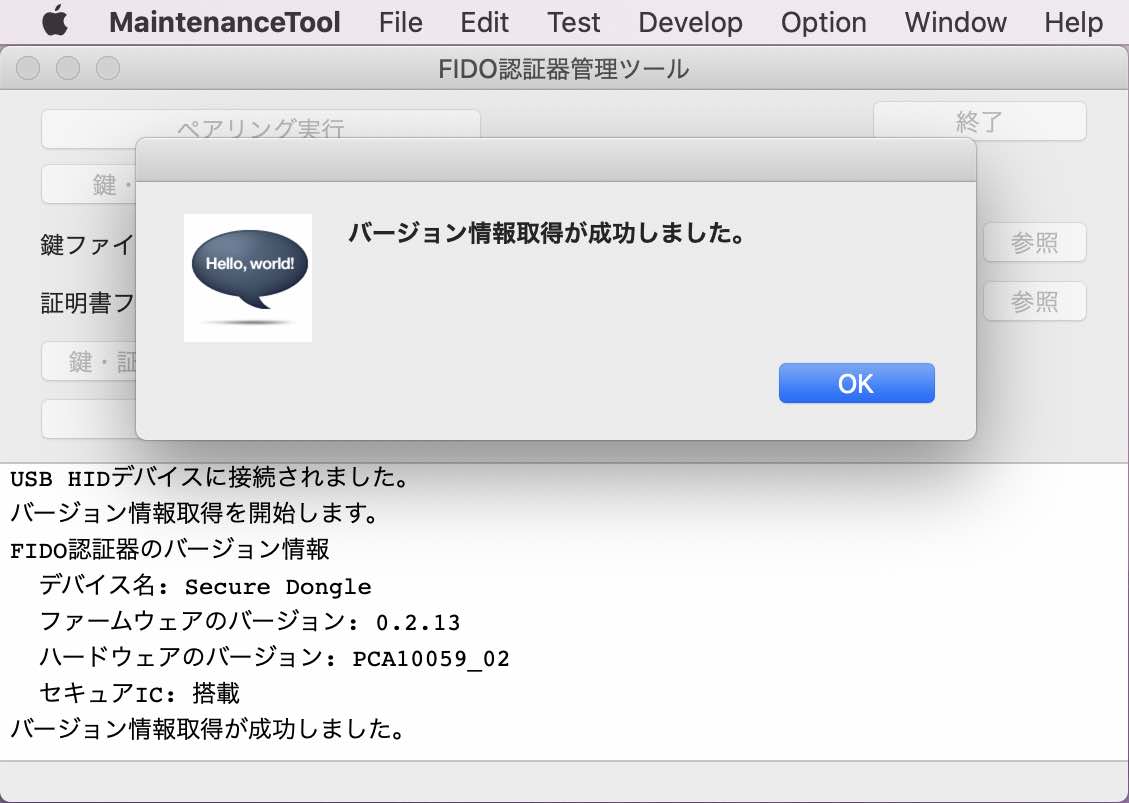 MaintenanceTool File Edit Test Develop Option Window Help
FIDO認証器管理ツール
ペアリング実行
終了
鍵・
鍵ファイ
参照
証明書フ
参照
鍵・証
バージョン情報取得が成功しました。
Hello, world!
OK
USB HIDデバイスに接続されました。
バージョン情報取得を開始します。
FIDO認証器のバージョン情報
デバイス名: Secure Dongle
ファームウェアのバージョン: 0.2.13
ハードウェアのバージョン: PCA10059_02
セキュアIC: 搭載
バージョン情報取得が成功しました。